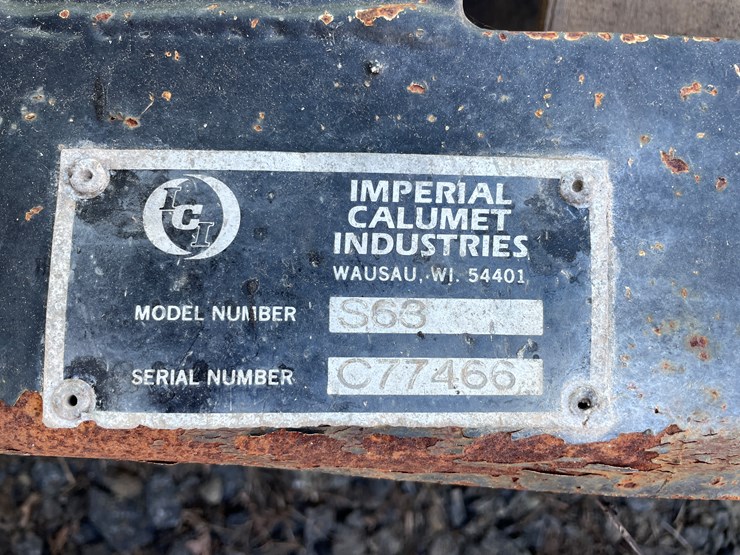 ICI
IMPERIAL
CALUMET
INDUSTRIES
WAUSAU, WI. 54401
MODEL NUMBER S63
SERIAL NUMBER C77466